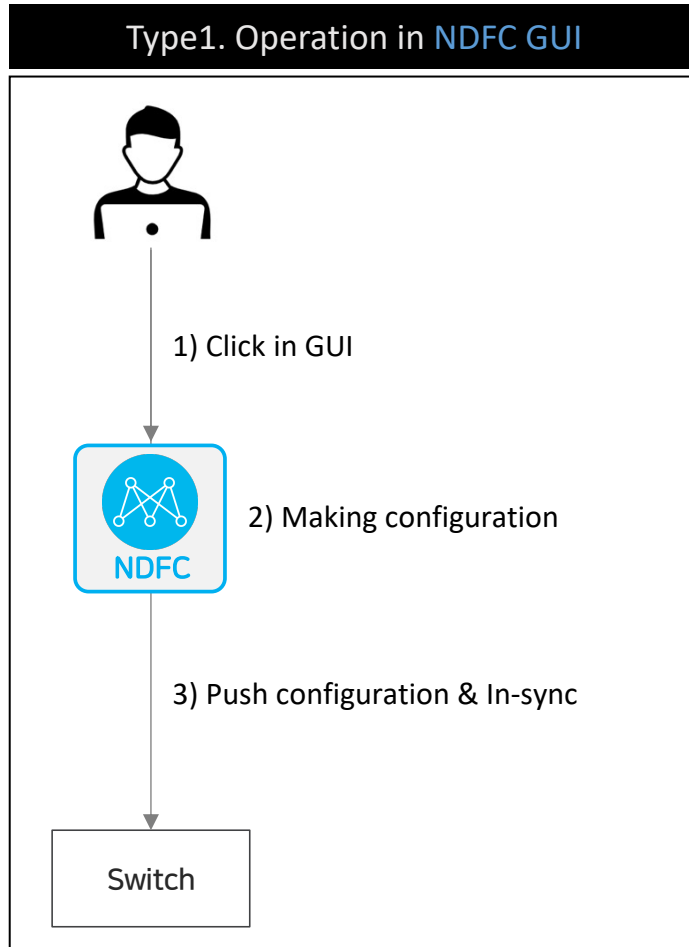 Type1. Operation in NDFC GUI
1) Click in GUI
NDFC
2) Making configuration
3) Push configuration & In-sync
Switch